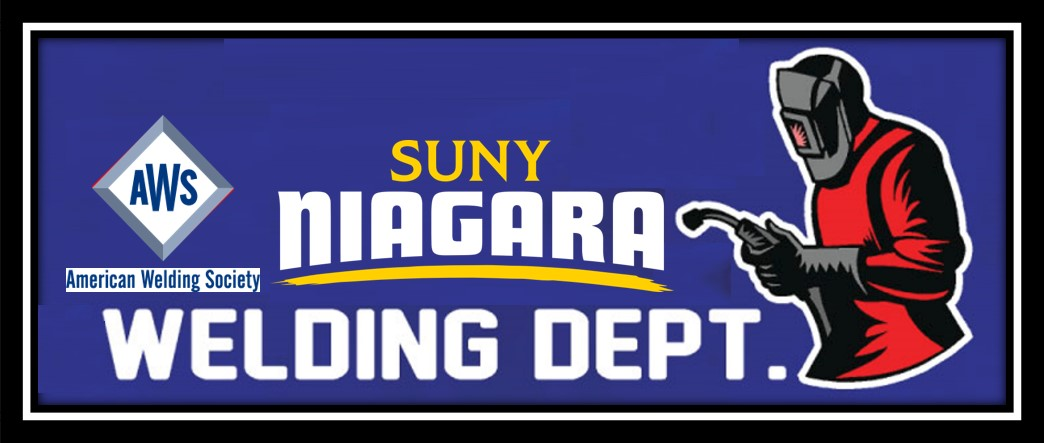 AWS
American Welding Society
SUNY
NIAGARA
WELDING DEPT.